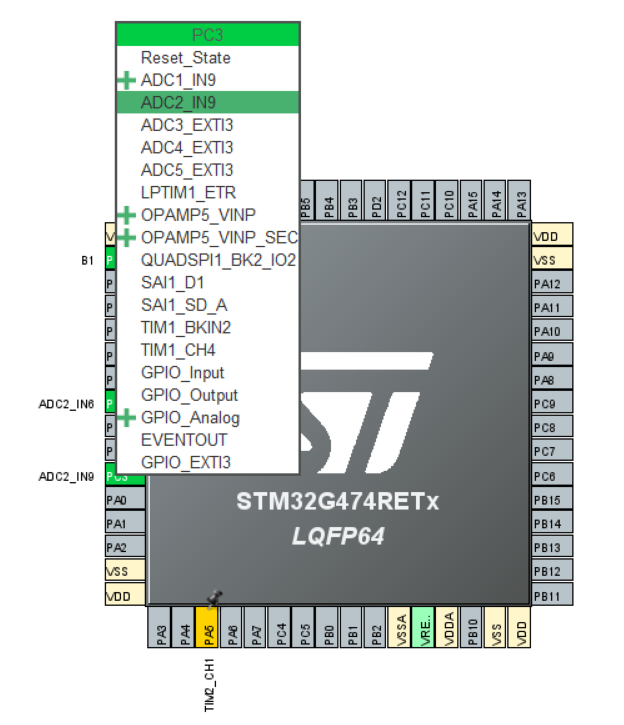 PC3
Reset_State
ADC1_IN9
ADC2_IN9
ADC3_EXTI3
ADC4_EXTI3
ADC5_EXTI3
LPTIM1_ETR
OPAMP5_VINP
OPAMP5_VINP_SEC
QUADSPI1_BK2_IO2
SAI1_D1
SAI1_SD_A
TIM1_BKIN2
TIM1_CH4
GPIO_Input
GPIO_Output
GPIO_Analog
EVENTOUT
GPIO_EXTI3
PB5
PB4
PB3
PD2
PC12
PC11
PC10
PA15
PA14
PA13
V
B1 P
P
P
P
P
P
ADC2_IN6 P
P
P
ADC2_IN9 PC3
PA0
PA1
PA2
VSS
VDD
VDD
VSS
PA12
PA11
PA10
PA9
PA8
PC9
PC8
PC7
PC6
PB15
PB14
PB13
PB12
PB11
ST
STM32G474RETx
LQFP64
PA3
PA4
PA5
PA6
PA7
PC4
PC5
PB0
PB1
PB2
VSSA
VRE..
VDDA
PB10
VSS
VDD
TIM2_CH1